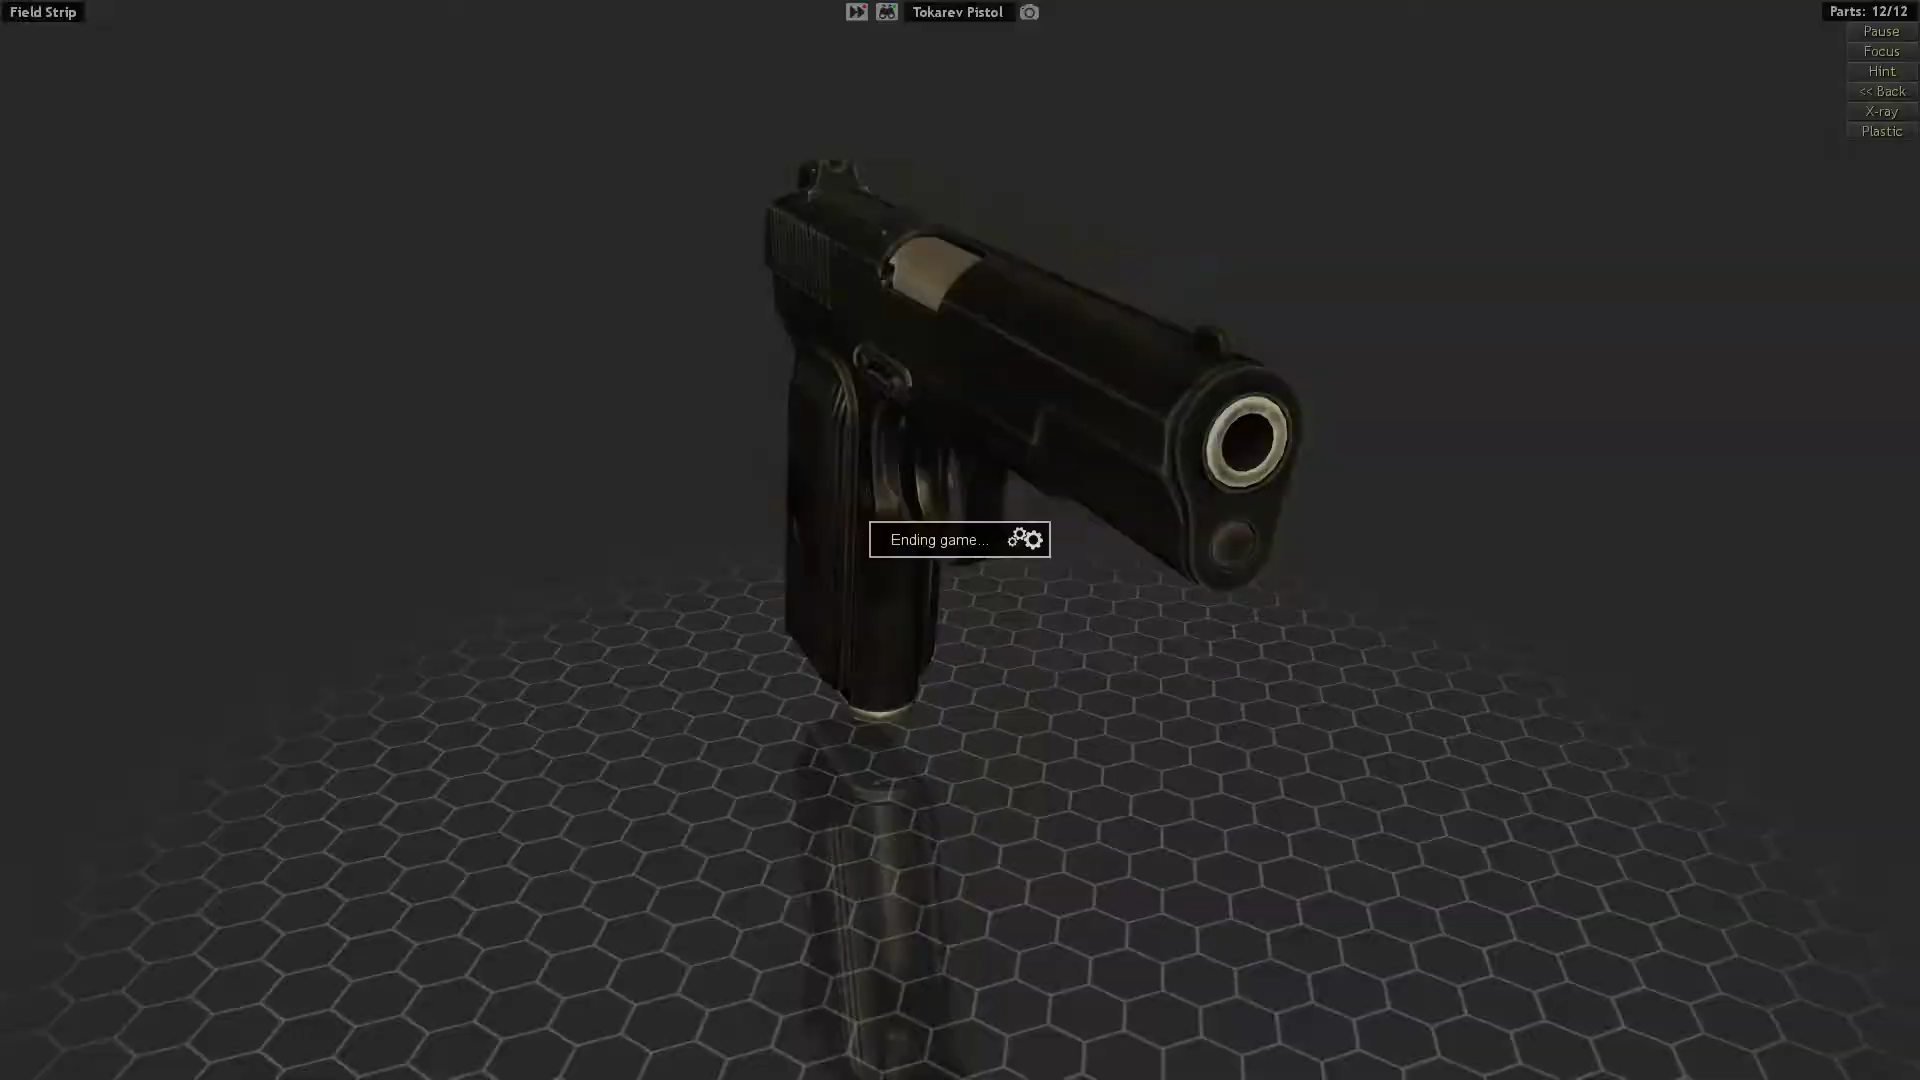 Field Strip
Tokarev Pistol
Parts: 12/12
Pause
Focus
Hint
<< Back
X-ray
Plastic
Ending game...